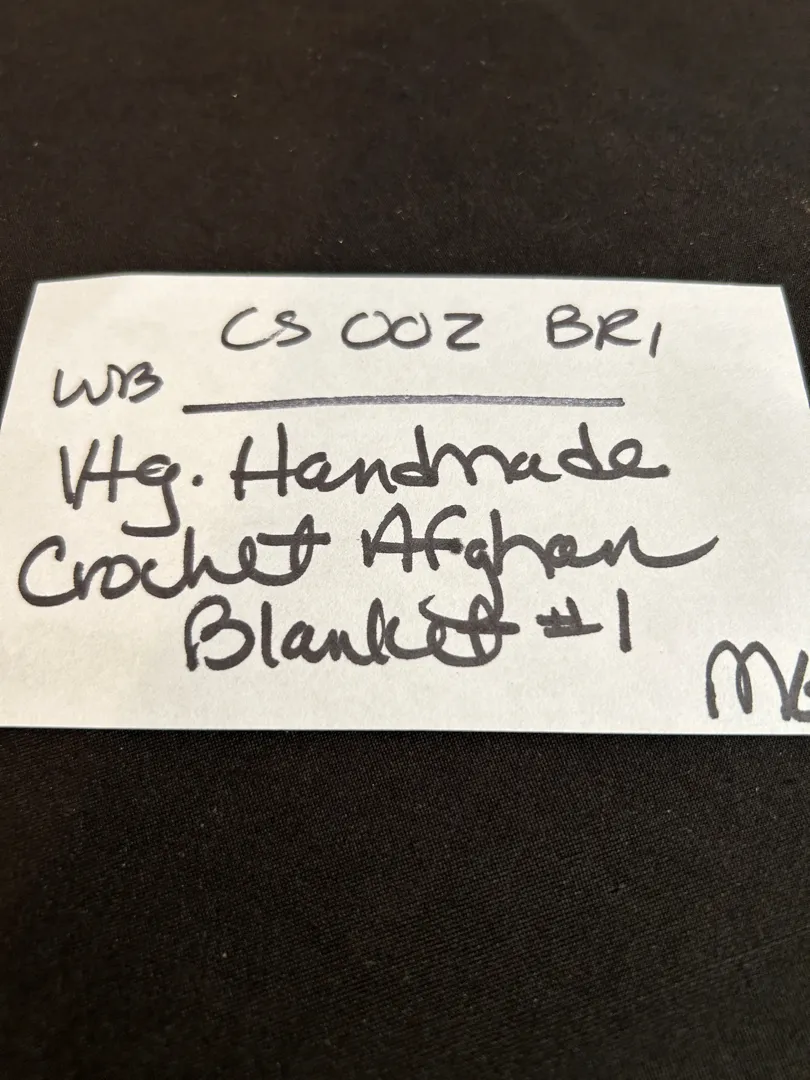 CS 002 BR1
WB
Vtg. Handmade
Crochet Afghan
Blanket #1